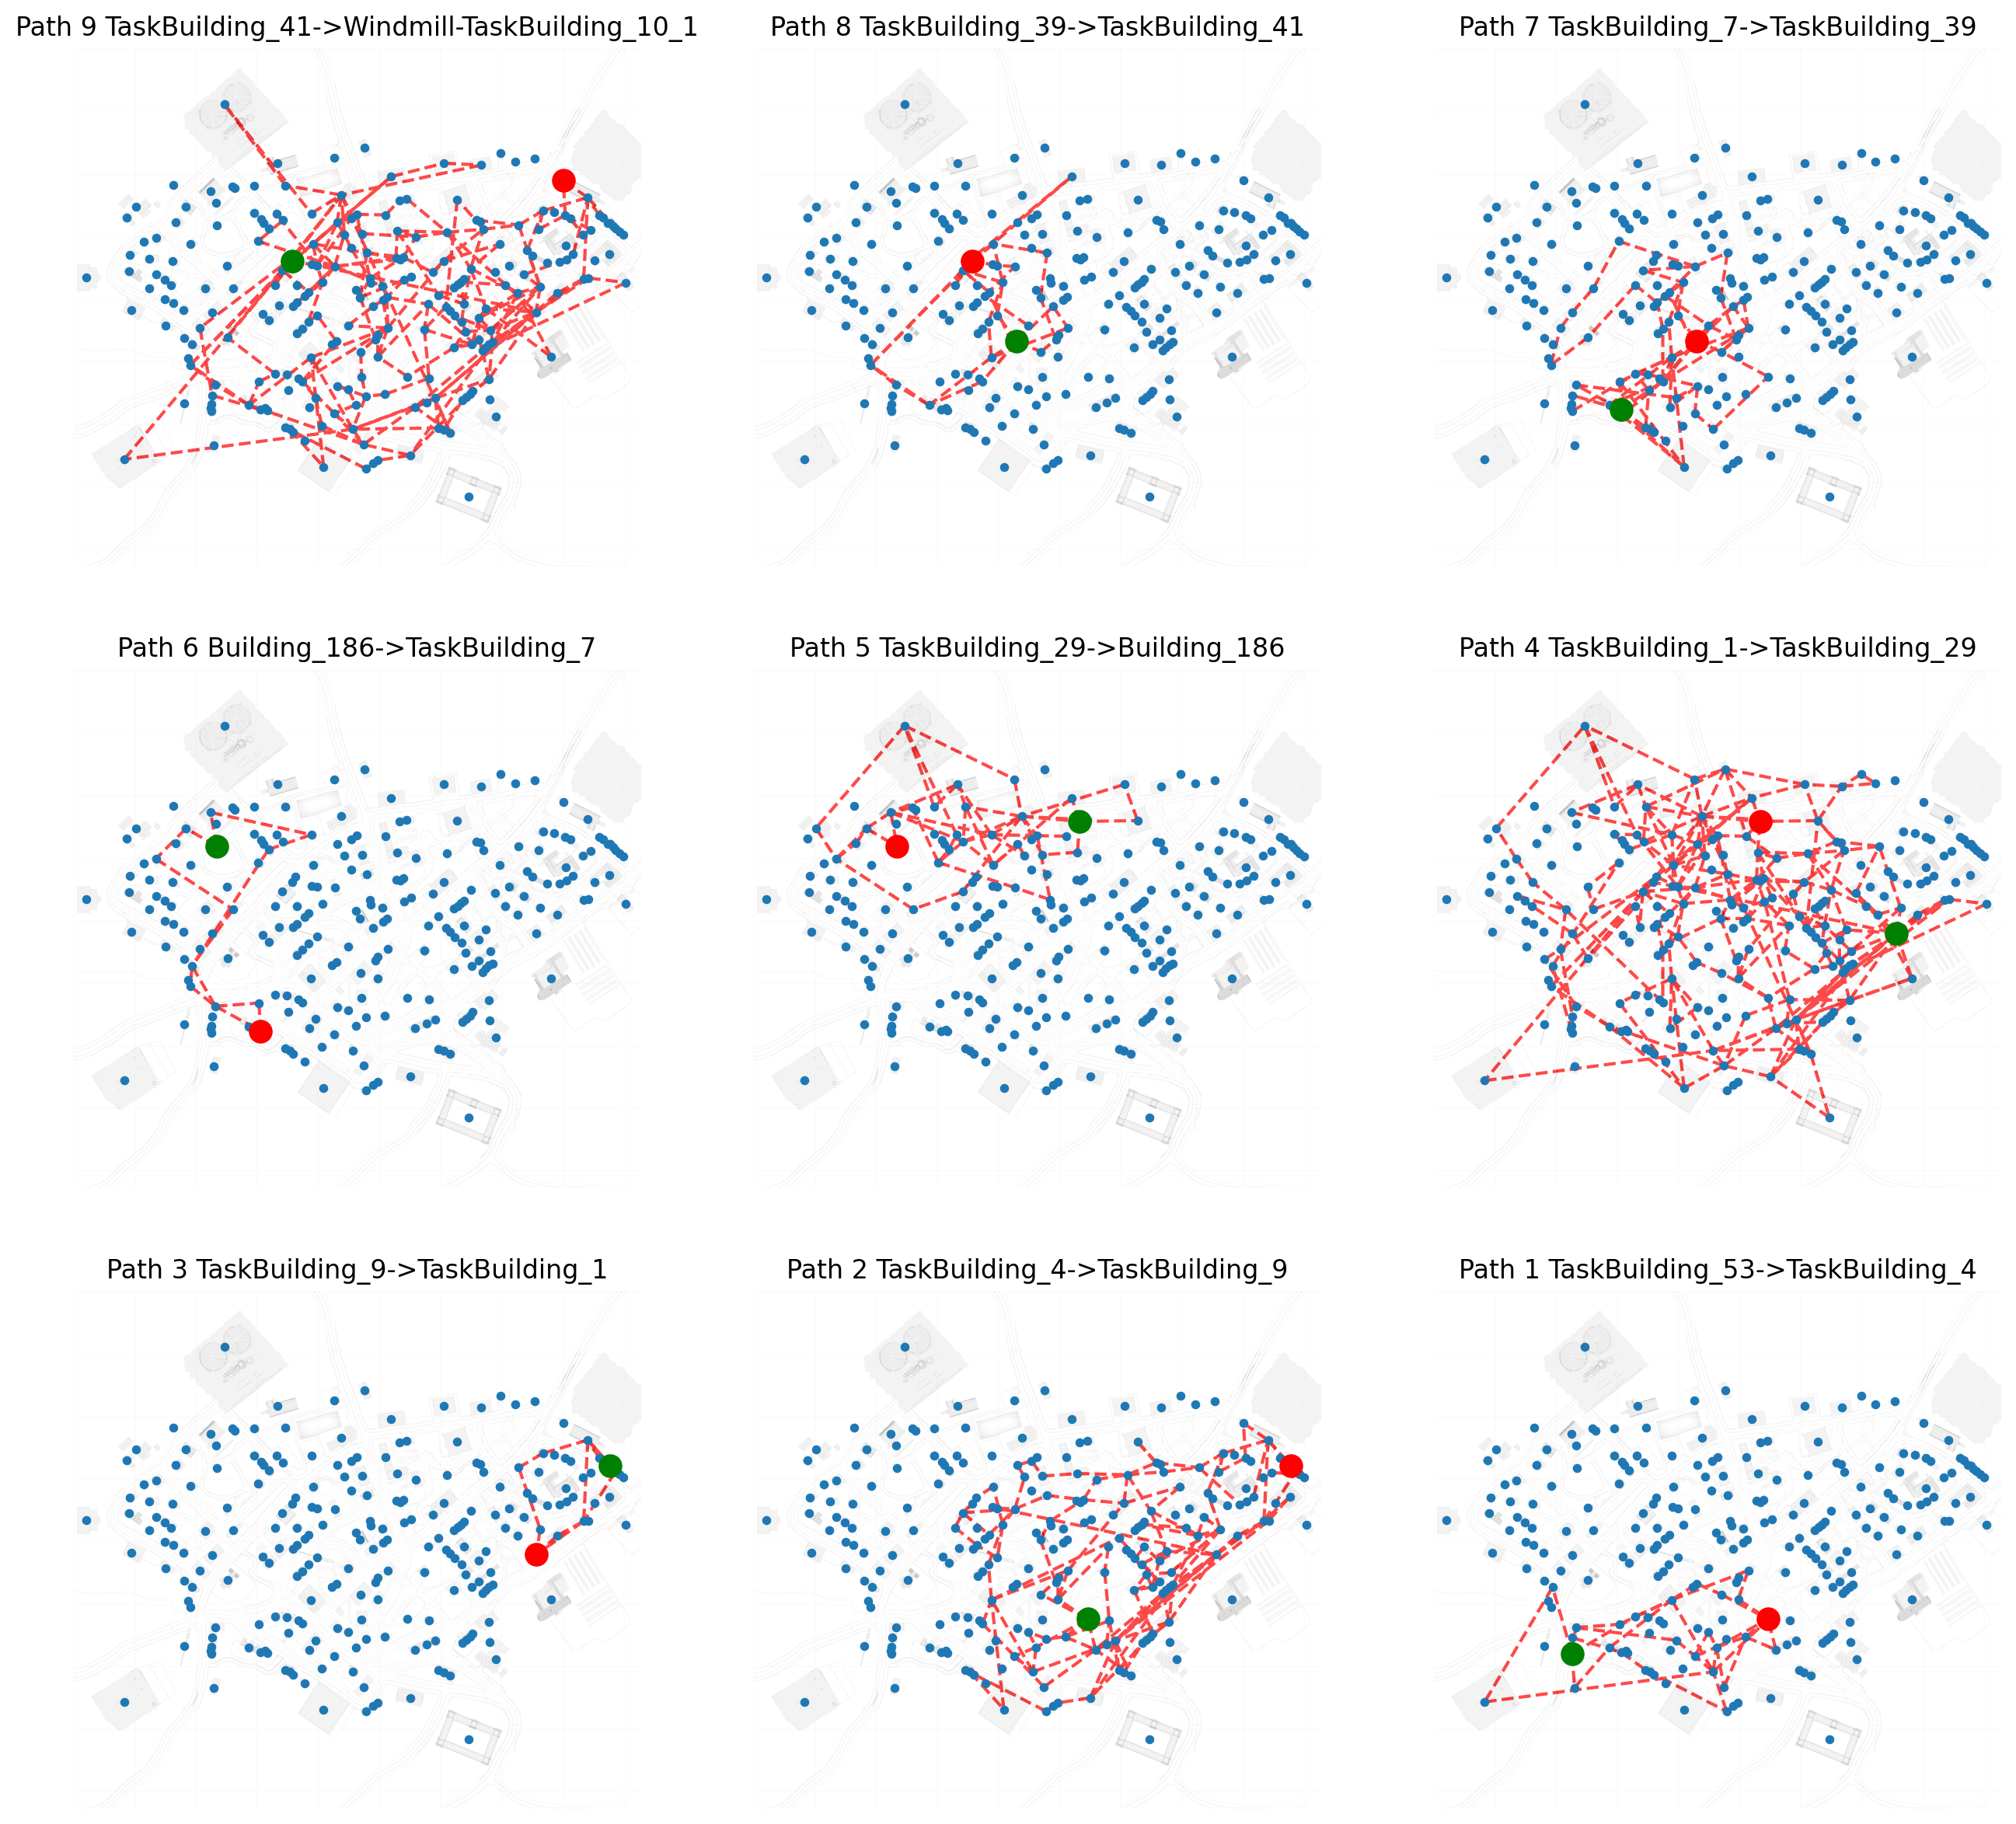 Path 9 TaskBuilding_41->Windmill-TaskBuilding_10_1
Path 8 TaskBuilding_39->TaskBuilding_41
Path 7 TaskBuilding_7->TaskBuilding_39
Path 6 Building_186->TaskBuilding_7
Path 5 TaskBuilding_29->Building_186
Path 4 TaskBuilding_1->TaskBuilding_29
Path 3 TaskBuilding_9->TaskBuilding_1
Path 2 TaskBuilding_4->TaskBuilding_9
Path 1 TaskBuilding_53->TaskBuilding_4